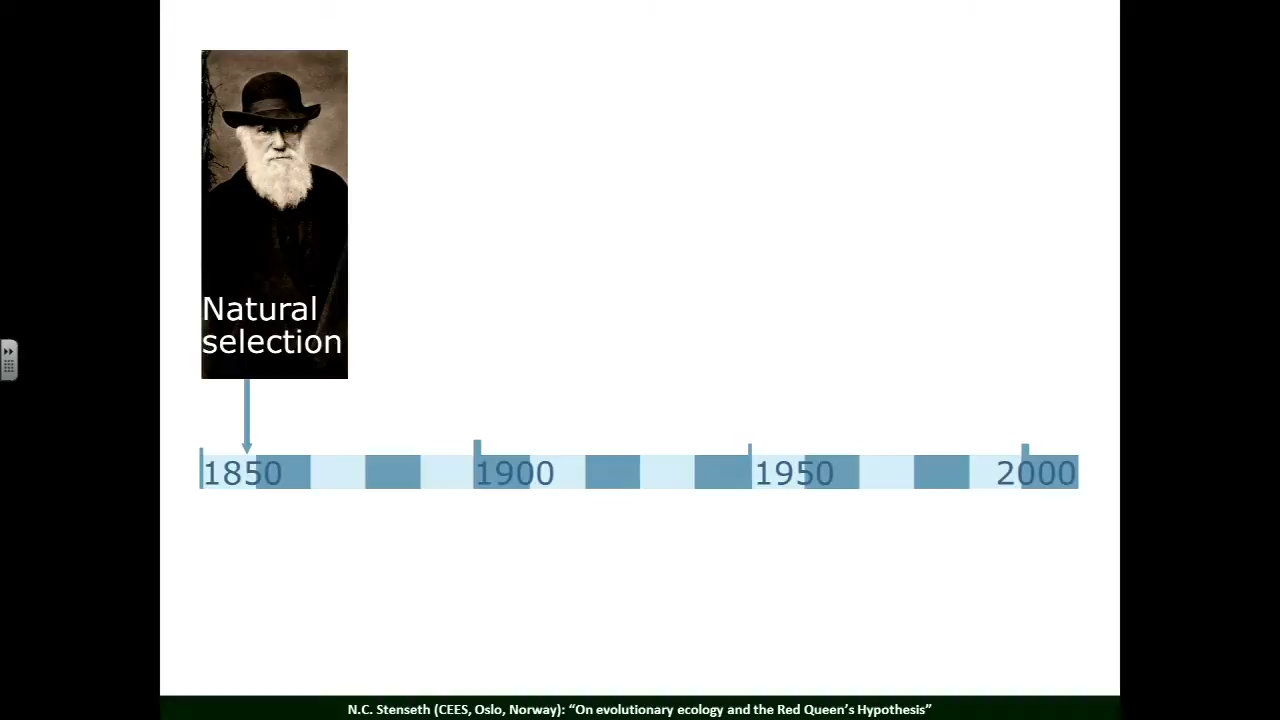 Natural
selection
1850 1900 1950 2000
N.C. Stenseth (CEES, Oslo, Norway): “On evolutionary ecology and the Red Queen’s Hypothesis”